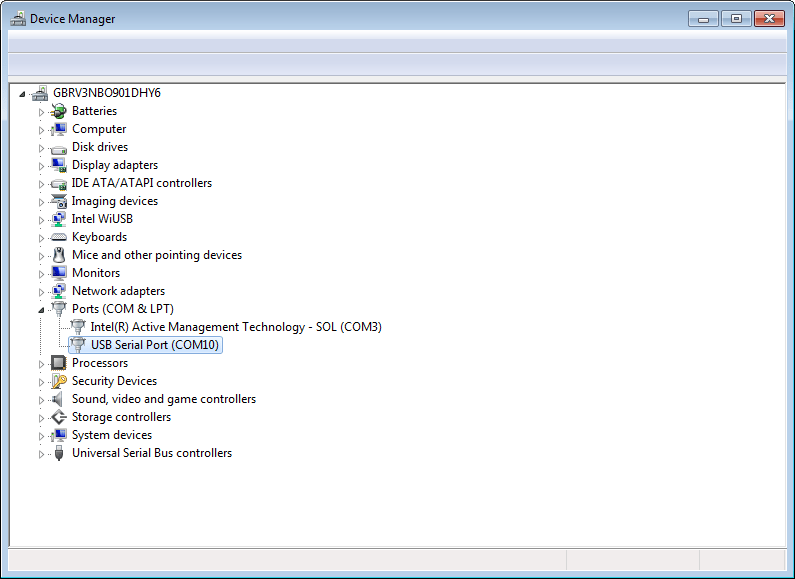 Device Manager
GBRV3NBO901DHY6
Batteries
Computer
Disk drives
Display adapters
IDE ATA/ATAPI controllers
Imaging devices
Intel WiUSB
Keyboards
Mice and other pointing devices
Monitors
Network adapters
Ports (COM & LPT)
Intel(R) Active Management Technology - SOL (COM3)
USB Serial Port (COM10)
Processors
Security Devices
Sound, video and game controllers
Storage controllers
System devices
Universal Serial Bus controllers